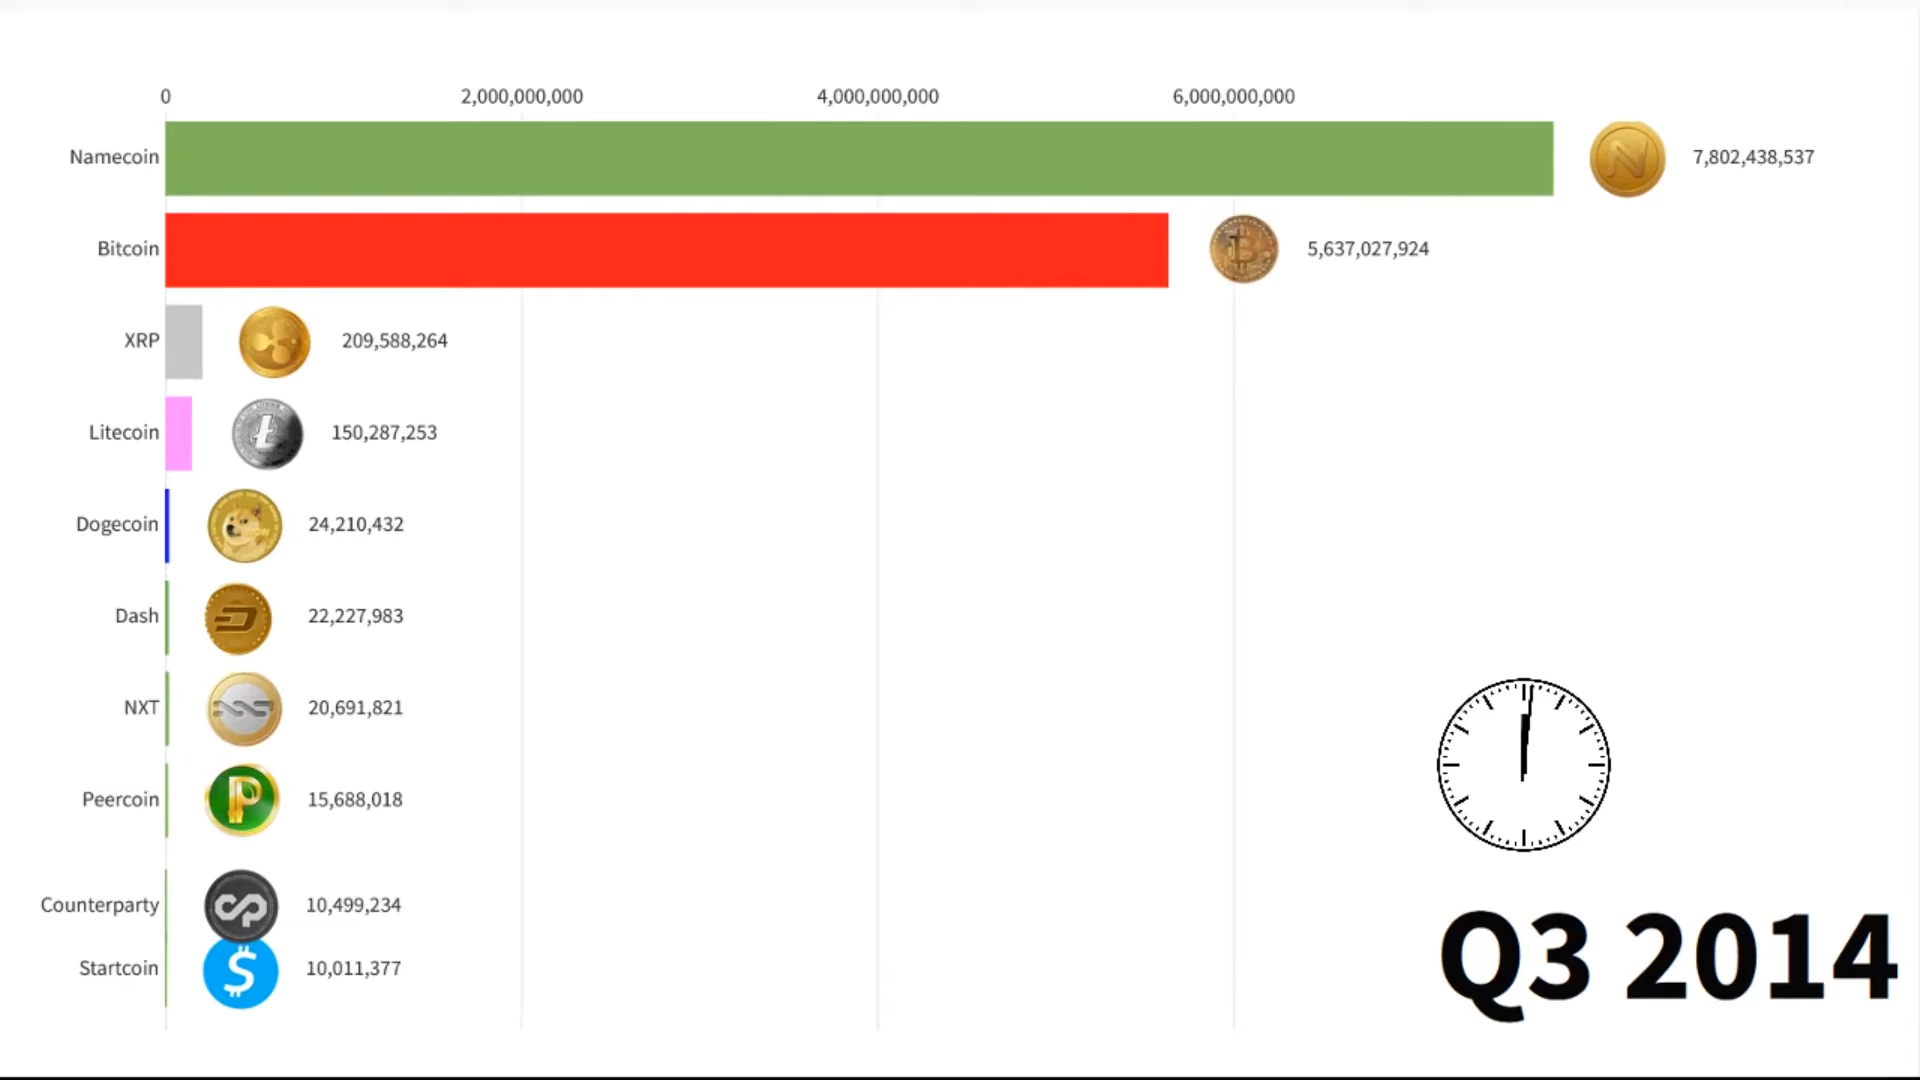 0 2,000,000,000 4,000,000,000 6,000,000,000
Namecoin 7,802,438,537
Bitcoin 5,637,027,924
XRP 209,588,264
Litecoin 150,287,253
Dogecoin 24,210,432
Dash 22,227,983
NXT 20,691,821
Peercoin 15,688,018
Counterparty 10,499,234
Startcoin 10,011,377
Q3 2014